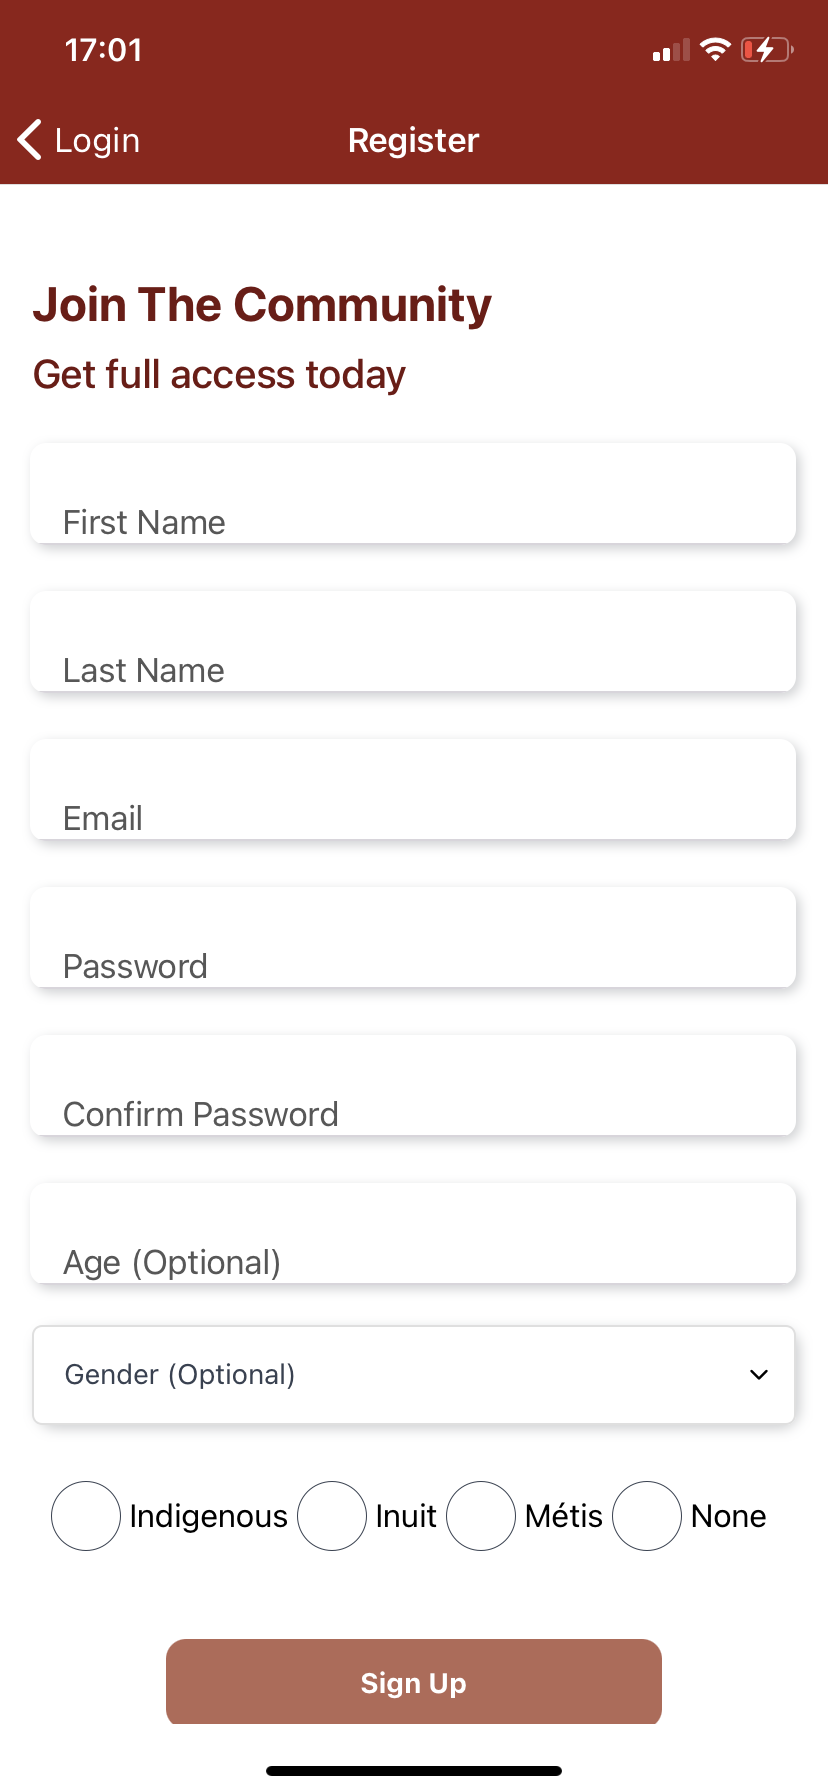 17:01
Login
Register
Join The Community
Get full access today
First Name
Last Name
Email
Password
Confirm Password
Age (Optional)
Gender (Optional)
Indigenous Inuit Métis None
Sign Up